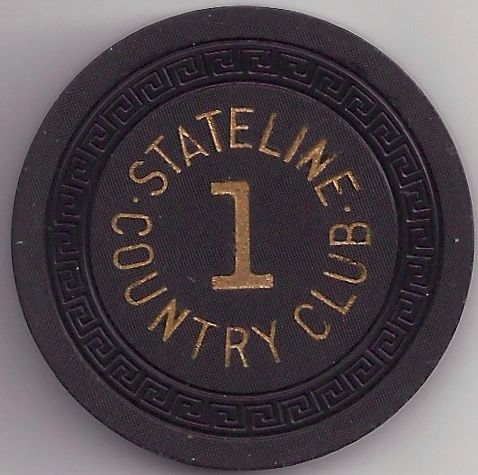 · STATELINE ·
1
COUNTRY CLUB